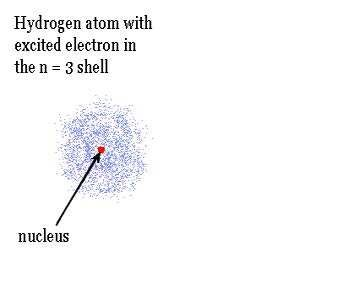 Hydrogen atom with
excited electron in
the n = 3 shell
nucleus